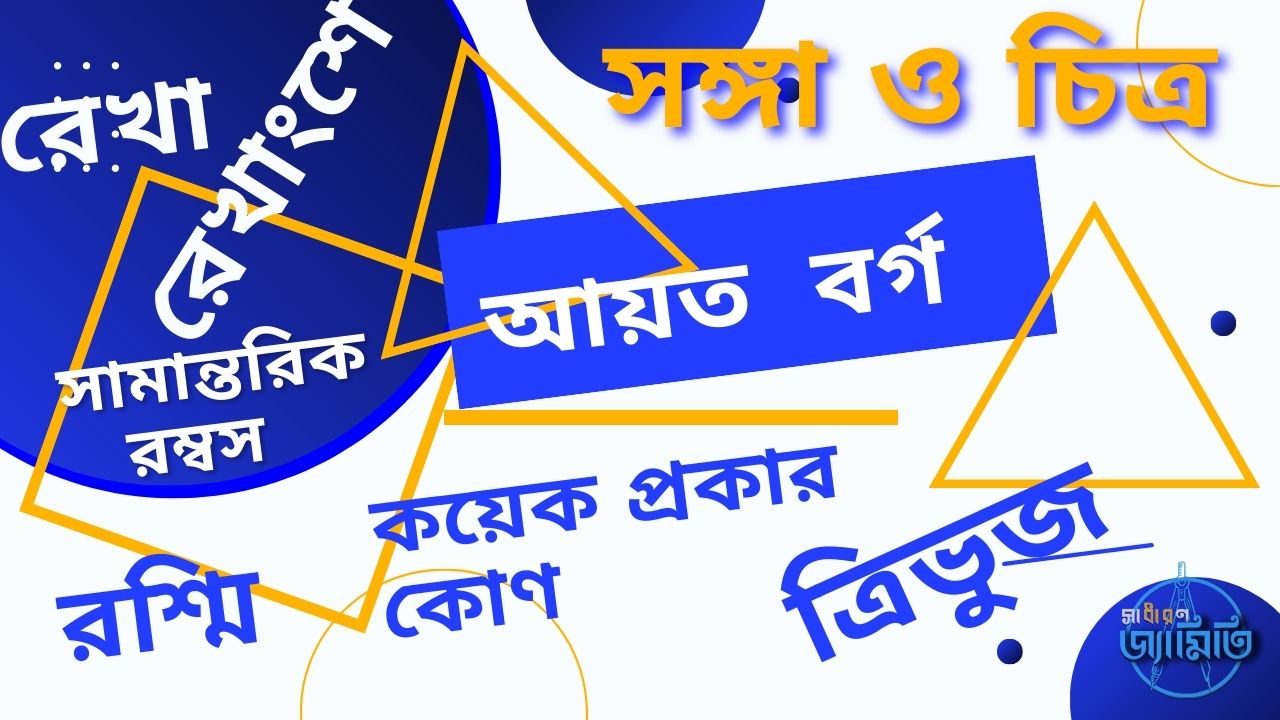 সঙ্গা ও চিত্র
রেখা
রেখাংশে
আয়ত বর্গ
সামান্তরিক
রম্বস
কয়েক প্রকার
কোণ
রশ্মি
ত্রিভুজ
সাধারণ
জ্যামিতি